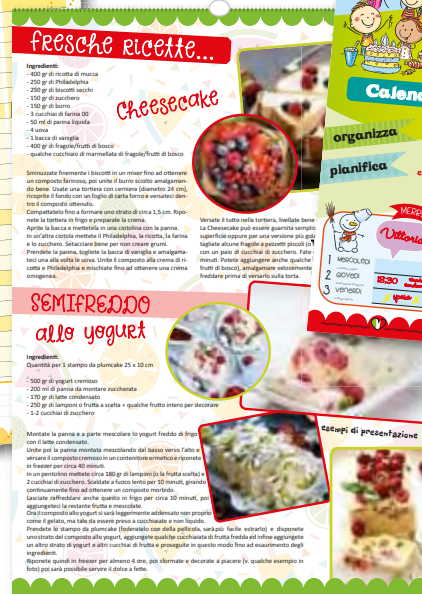 fresche ricette...
Cheesecake
Ingredienti:
- 400 gr di ricotta di mucca
- 250 gr di Philadelphia
- 250 gr di biscotti secchi
- 150 gr di zucchero
- 150 gr di burro
- 3 cucchiai di farina 00
- 50 ml di panna liquida
- 4 uova
- 1 bacca di vaniglia
- 400 gr di fragole/frutti di bosco
- qualche cucchiaio di marmellata di fragole/frutti di bosco
Sminuzzate finemente i biscotti in un mixer fino ad ottenere
un composto farinoso, poi unite il burro sciolto amalgaman-
do bene. Usate una tortiera con cerniera (diametro 24 cm),
ricoprite il fondo con un foglio di carta forno e versateci den-
tro il composto ottenuto.
Compattatelo fino a formare uno strato di circa 1,5 cm. Ripo-
nete la tortiera in frigo e preparate la crema.
Aprite la bacca e mettetela in una ciotolina con la panna.
In un'altra ciotola mettete il Philadelphia, la ricotta, la farina
e lo zucchero. Setacciare bene per non creare grumi.
Prendete la panna, togliete la bacca di vaniglia e amalgama-
teci una alla volta le uova. Unite il composto alla crema di ri-
cotta e Philadelphia e mischiate fino ad ottenere una crema
omogenea.
Versate il tutto nella tortiera, livellate bene
La Cheesecake può essere guarnita semplic
superficie oppure per una versione più golo
tagliate alcune fragole a pezzetti piccoli (o
con un paio di cucchiai di zucchero. Fate
minuti. Potete aggiungere anche qualche
frutti di bosco), amalgamare velocemente
freddare prima di versarlo sulla torta.
SEMIFREDDO
allo yogurt
Ingredienti:
Quantità per 1 stampo da plumcake 25 x 10 cm
- 500 gr di yogurt cremoso
- 200 ml di panna da montare zuccherata
- 170 gr di latte condensato
- 250 gr di lamponi o frutta a scelta + qualche frutto intero per decorare
- 1-2 cucchiai di zucchero
Montate la panna e a parte mescolare lo yogurt freddo di frigo
con il latte condensato.
Unite poi la panna montata mescolando dal basso verso l'alto e
versare il composto cremoso in un contenitore ermetico e riponete
in freezer per circa 40 minuti.
In un pentolino mettete circa 180 gr di lamponi (o la frutta scelta) e
2 cucchiai di zucchero. Scaldate a fuoco lento per 10 minuti, girando
continuamente fino ad ottenere un composto morbido.
Lasciate raffreddare anche questo in frigo per circa 10 minuti, poi
aggiungeteci la restante frutta e mescolate.
Ora il composto allo yogurt si sarà leggermente addensato non proprio
come il gelato, ma tale da essere preso a cucchiaiate e non liquido.
Prendete lo stampo da plumcake (foderatelo con della pellicola, sarà più facile estrarlo) e disponete
uno strato del composto allo yogurt, aggiungete qualche cucchiaiata di frutta fredda ed infine aggiungete
un altro strato di yogurt e altri cucchiai di frutta e proseguite in questo modo fino ad esaurimento degli
ingredienti.
Riponete quindi in freezer per almeno 4 ore, poi sformate e decorate a piacere (v. qualche esempio in
foto) poi sarà possibile servire il dolce a fette.
esempi di presentazione
Calen
organizza
pianifica
MERC
Vittoria
1 MERCOLEDÌ
2 GIOVEDÌ
3 VENERDÌ
18:30